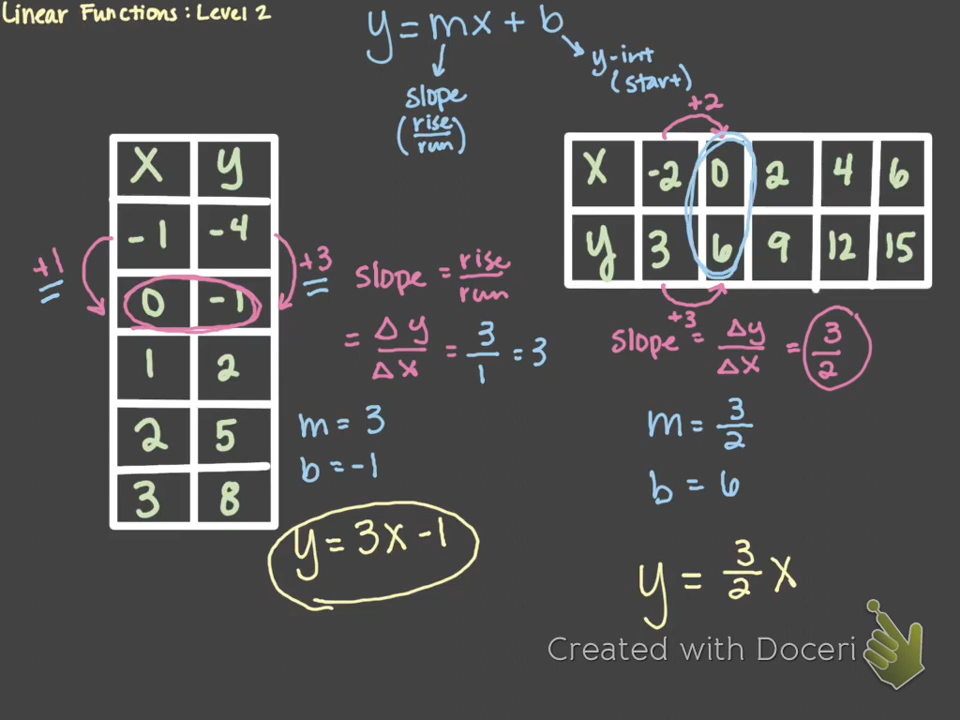 Linear Functions: Level 2
y = mx + b
slope
(rise/run)
y-int
(start)
X Y
-1 -4
0 -1
1 2
2 5
3 8
+1
+3
slope = rise/run
= Δy/Δx = 3/1 = 3
m = 3
b = -1
y = 3x - 1
+2
X -2 0 2 4 6
y 3 6 9 12 15
+3
slope = Δy/Δx = 3/2
m = 3/2
b = 6
y = 3/2 x
Created with Doceri